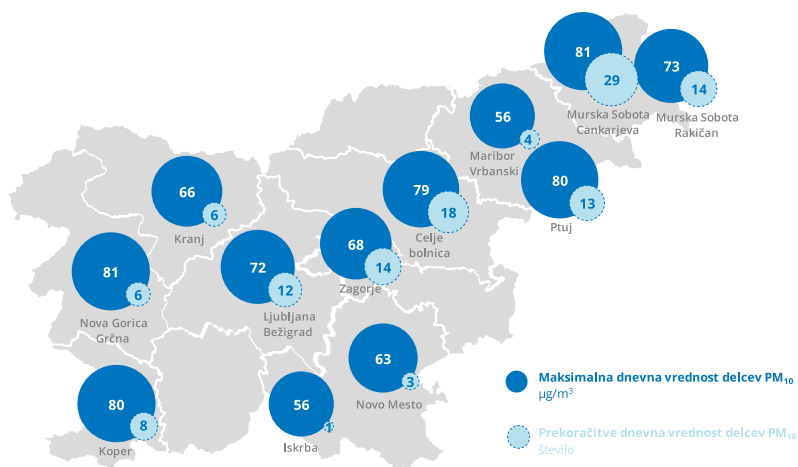 81
29
Murska Sobota
Cankarjeva
73
14
Murska Sobota
Rakičan
56
4
Maribor
Vrbanski
80
13
Ptuj
79
18
Celje
bolnica
66
6
Kranj
68
14
Zagorje
72
12
Ljubljana
Bežigrad
81
6
Nova Gorica
Grčna
63
3
Novo Mesto
56
1
Iskrba
80
8
Koper
Maksimalna dnevna vrednost delcev PM₁₀
µg/m³
Prekoračitve dnevna vrednost delcev PM₁₀
število